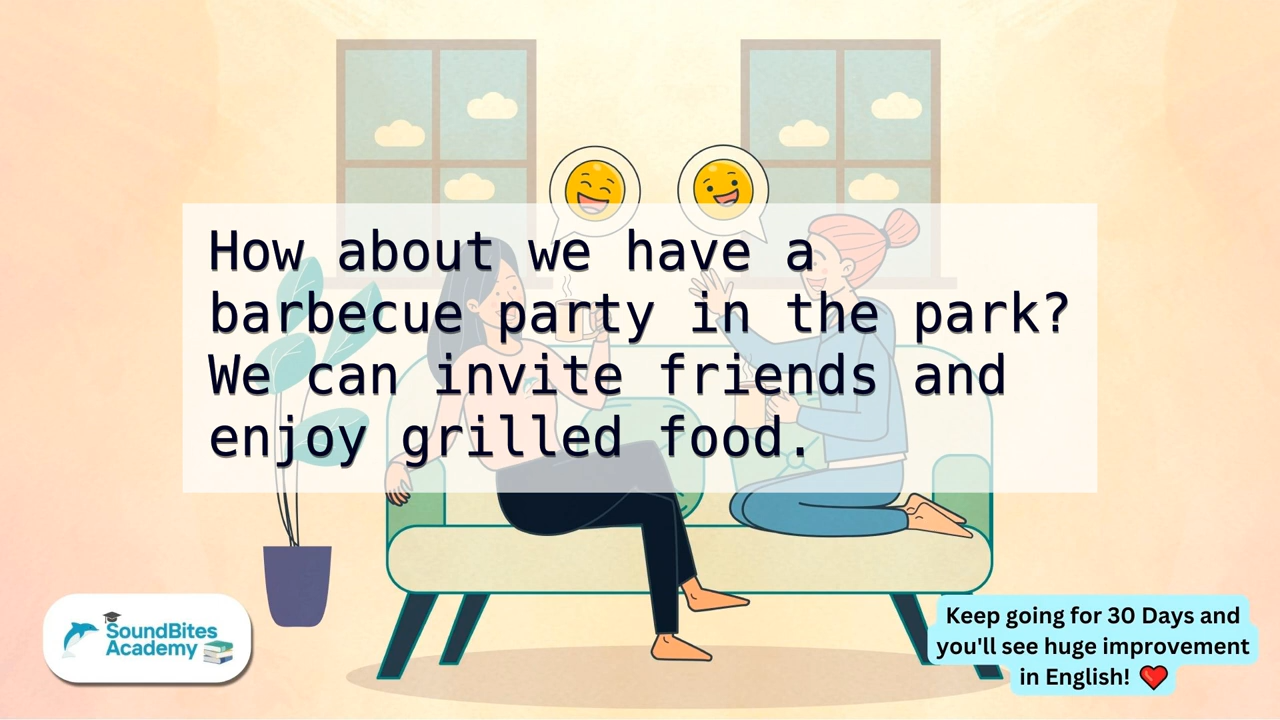 How about we have a
barbecue party in the park?
We can invite friends and
enjoy grilled food.
SoundBites
Academy
Keep going for 30 Days and
you'll see huge improvement
in English! ❤️